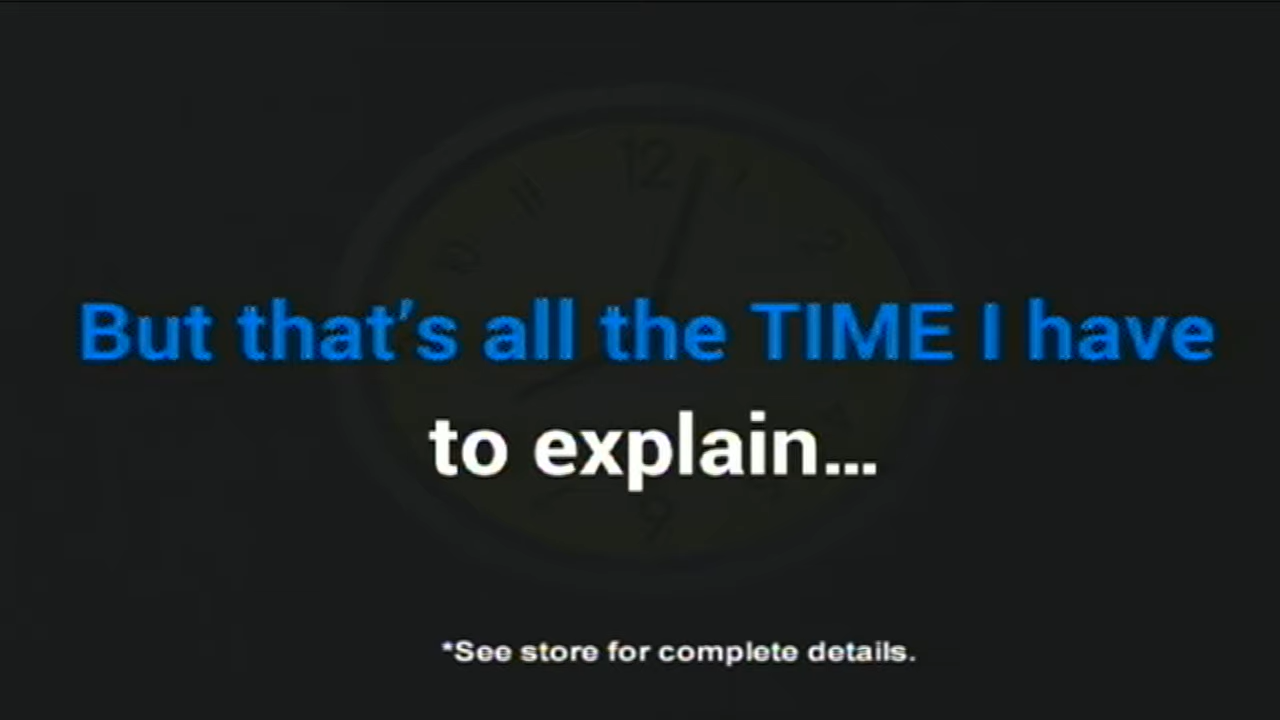 But that's all the TIME I have
to explain...
*See store for complete details.